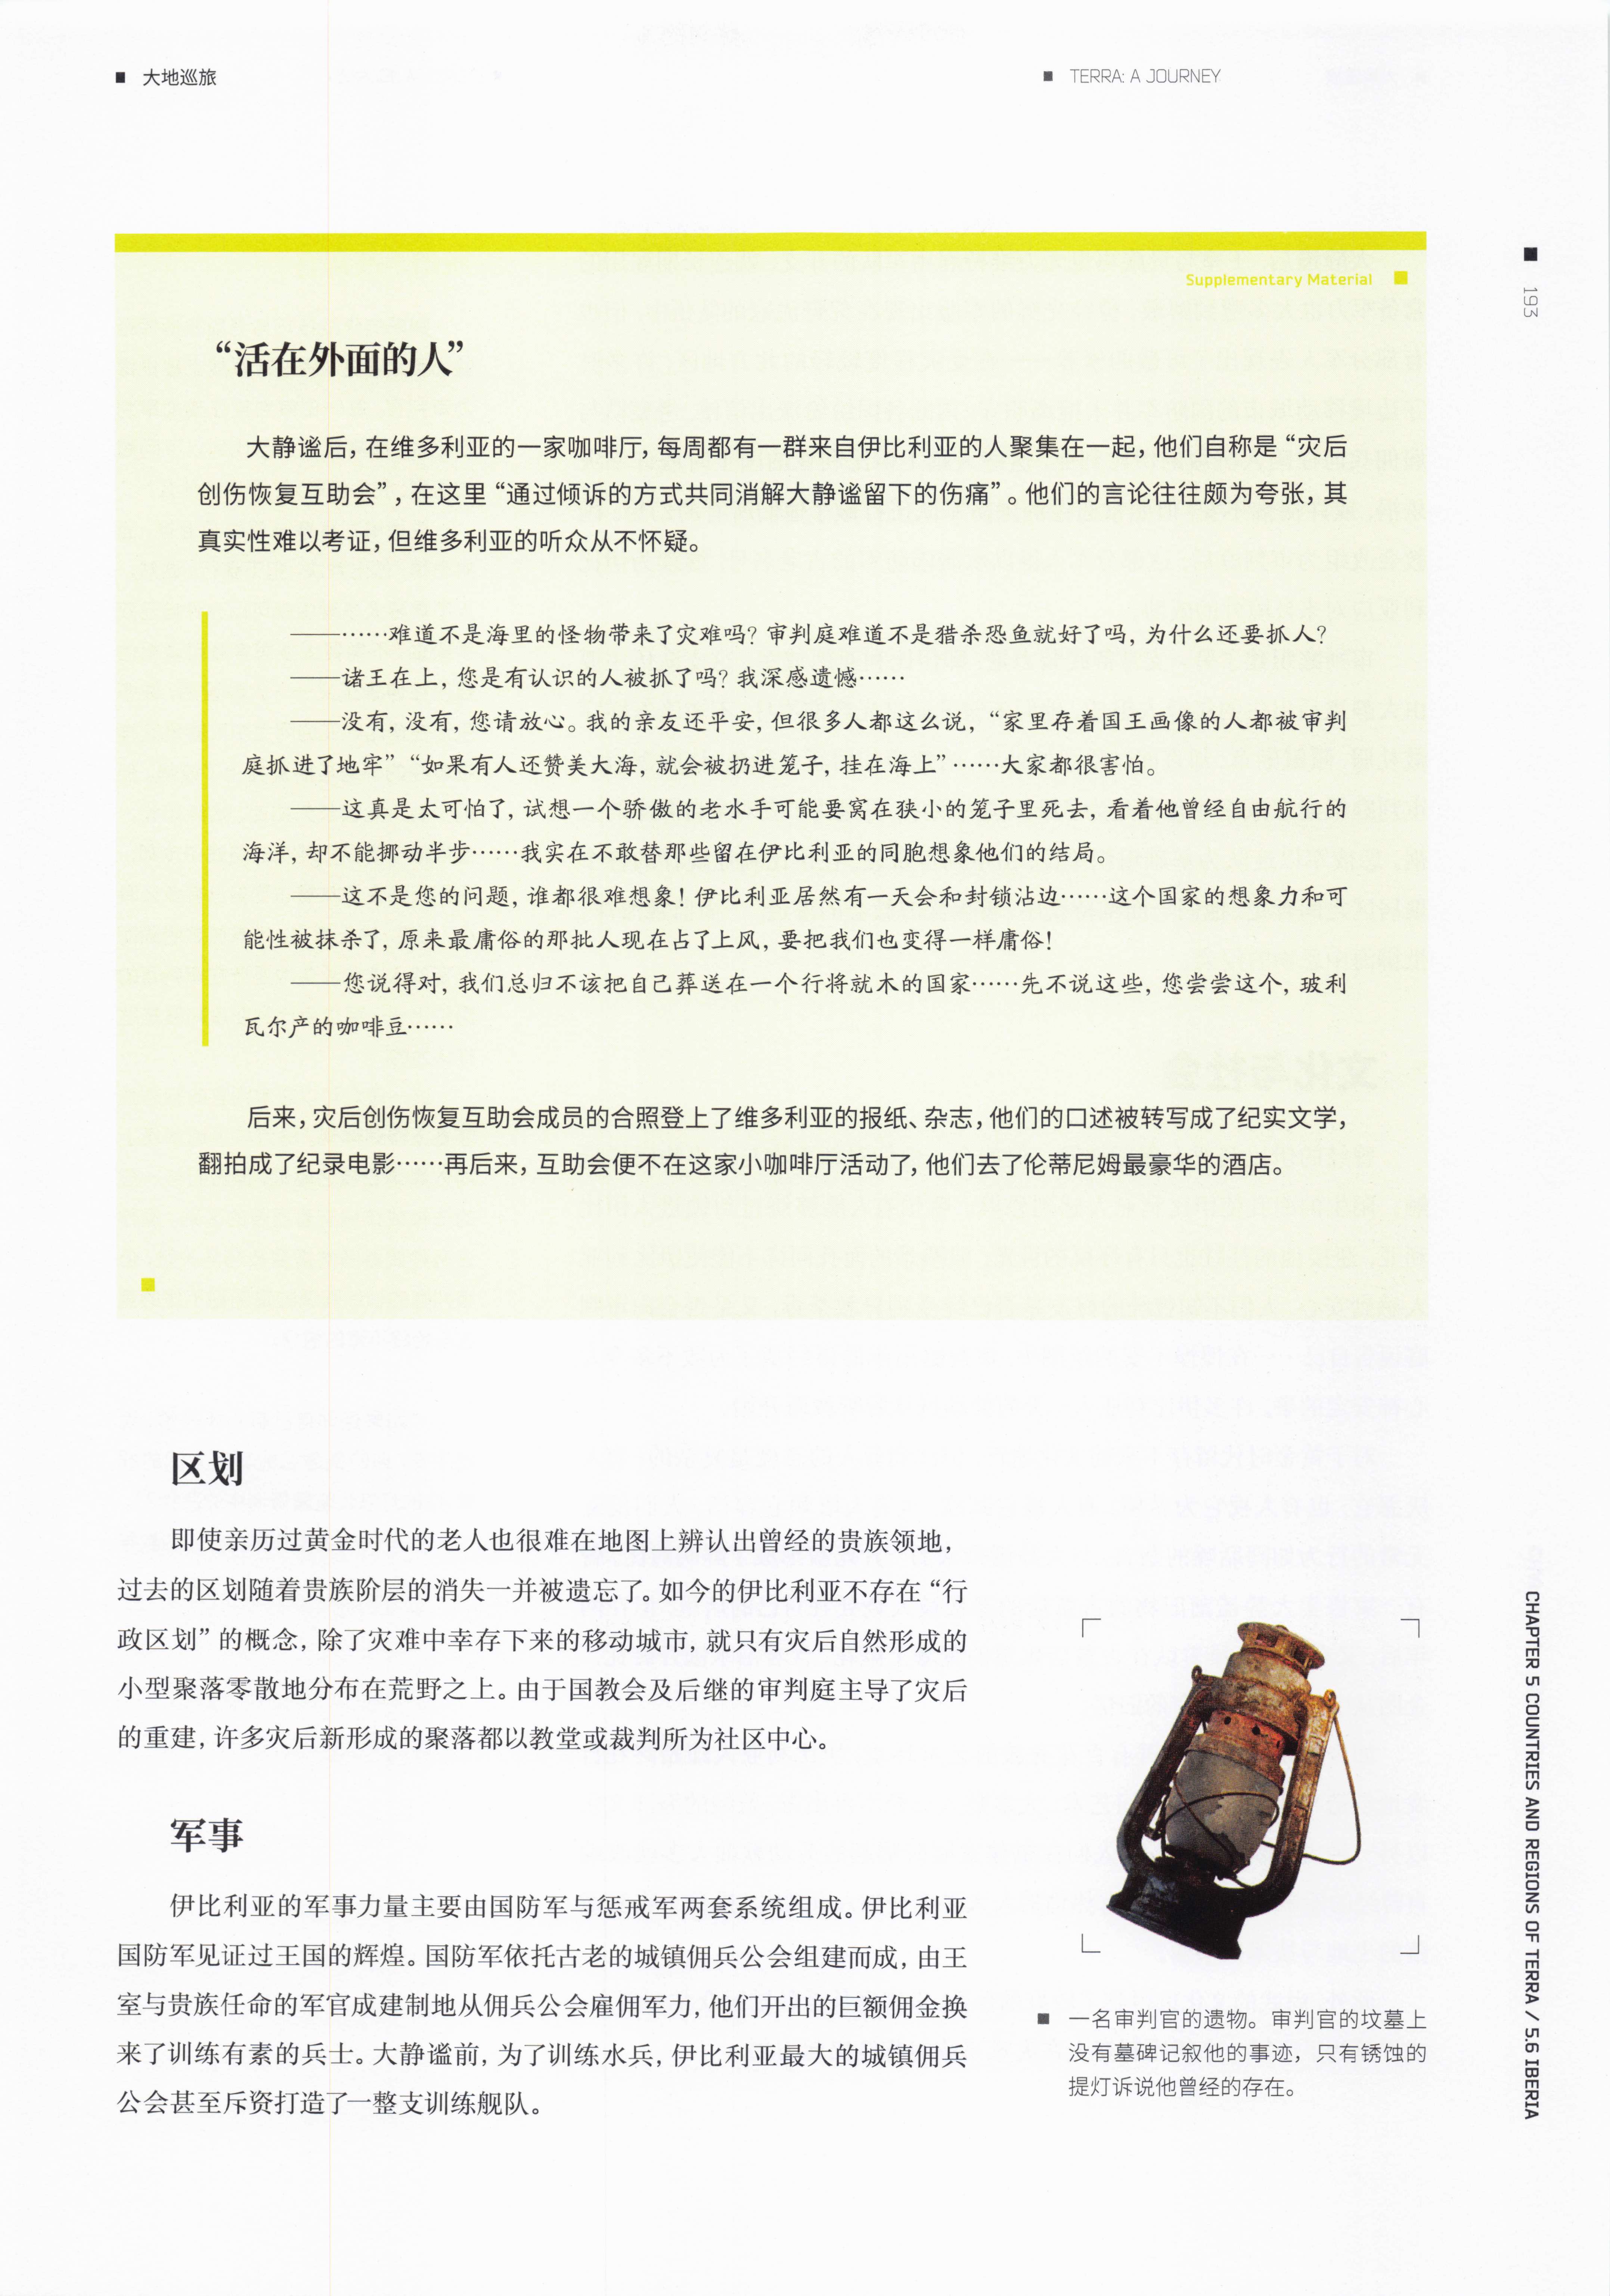 大地巡旅
TERRA: A JOURNEY
193
Supplementary Material
“活在外面的人”
大静谧后，在维多利亚的一家咖啡厅，每周都有一群来自伊比利亚的人聚集在一起，他们自称是“灾后
创伤恢复互助会”，在这里“通过倾诉的方式共同消解大静谧留下的伤痛”。他们的言论往往颇为夸张，其
真实性难以考证，但维多利亚的听众从不怀疑。
——……难道不是海里的怪物带来了灾难吗？审判庭难道不是猎杀恐鱼就好了吗，为什么还要抓人？
——诸王在上，您是有认识的人被抓了吗？我深感遗憾……
——没有，没有，您请放心。我的亲友还平安，但很多人都这么说，“家里存着国王画像的人都被审判
庭抓进了地牢”“如果有人还赞美大海，就会被扔进笼子，挂在海上”……大家都很害怕。
——这真是太可怕了，试想一个骄傲的老水手可能要窝在狭小的笼子里死去，看着他曾经自由航行的
海洋，却不能挪动半步……我实在不敢替那些留在伊比利亚的同胞想象他们的结局。
——这不是您的问题，谁都很难想象！伊比利亚居然有一天会和封锁沾边……这个国家的想象力和可
能性被抹杀了，原来最庸俗的那批人现在占了上风，要把我们也变得一样庸俗！
——您说得对，我们总归不该把自己葬送在一个行将就木的国家……先不说这些，您尝尝这个，玻利
瓦尔产的咖啡豆……
后来，灾后创伤恢复互助会成员的合照登上了维多利亚的报纸、杂志，他们的口述被转写成了纪实文学，
翻拍成了纪录电影……再后来，互助会便不在这家小咖啡厅活动了，他们去了伦蒂尼姆最豪华的酒店。
区划
即使亲历过黄金时代的老人也很难在地图上辨认出曾经的贵族领地，
过去的区划随着贵族阶层的消失一并被遗忘了。如今的伊比利亚不存在“行
政区划”的概念，除了灾难中幸存下来的移动城市，就只有灾后自然形成的
小型聚落零散地分布在荒野之上。由于国教会及后继的审判庭主导了灾后
的重建，许多灾后新形成的聚落都以教堂或裁判所为社区中心。
军事
伊比利亚的军事力量主要由国防军与惩戒军两套系统组成。伊比利亚
国防军见证过王国的辉煌。国防军依托古老的城镇佣兵公会组建而成，由王
室与贵族任命的军官成建制地从佣兵公会雇佣军力，他们开出的巨额佣金换
来了训练有素的兵士。大静谧前，为了训练水兵，伊比利亚最大的城镇佣兵
公会甚至斥资打造了一整支训练舰队。
一名审判官的遗物。审判官的坟墓上
没有墓碑记叙他的事迹，只有锈蚀的
提灯诉说他曾经的存在。
CHAPTER 5 COUNTRIES AND REGIONS OF TERRA / 5.6 IBERIA